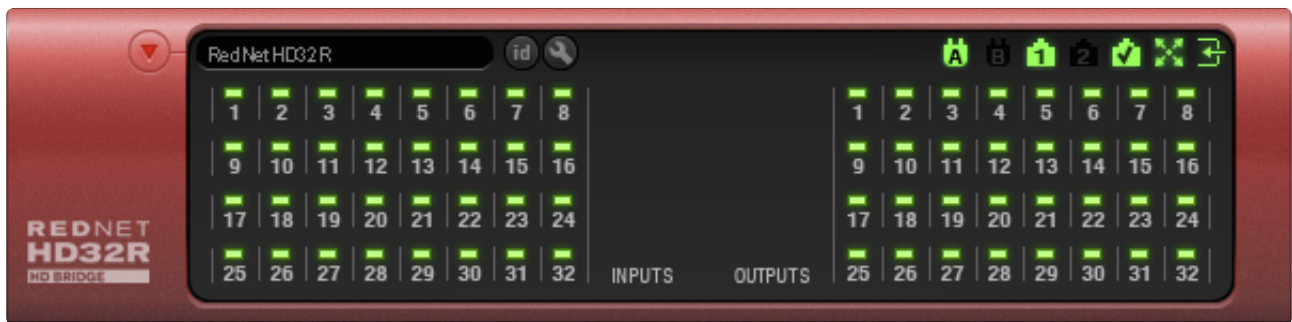 RedNet HD32R id A B 1 2
1 2 3 4 5 6 7 8 1 2 3 4 5 6 7 8
9 10 11 12 13 14 15 16 9 10 11 12 13 14 15 16
17 18 19 20 21 22 23 24 17 18 19 20 21 22 23 24
25 26 27 28 29 30 31 32 INPUTS OUTPUTS 25 26 27 28 29 30 31 32
REDNET
HD32R
HD BRIDGE